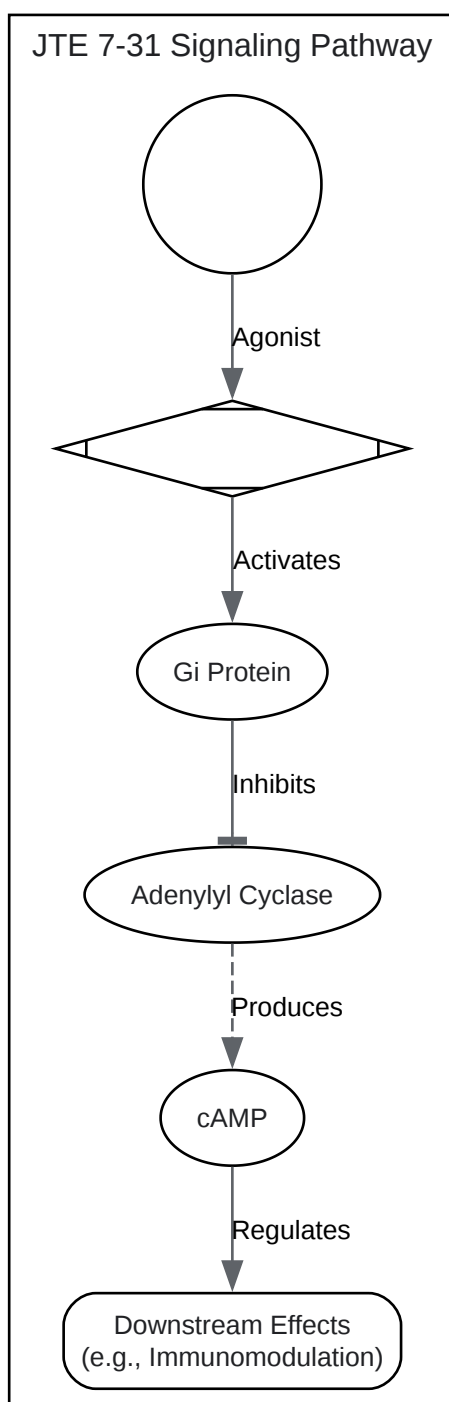 JTE 7-31 Signaling Pathway
Agonist
Activates
Gi Protein
Inhibits
Adenylyl Cyclase
Produces
cAMP
Regulates
Downstream Effects
(e.g., Immunomodulation)